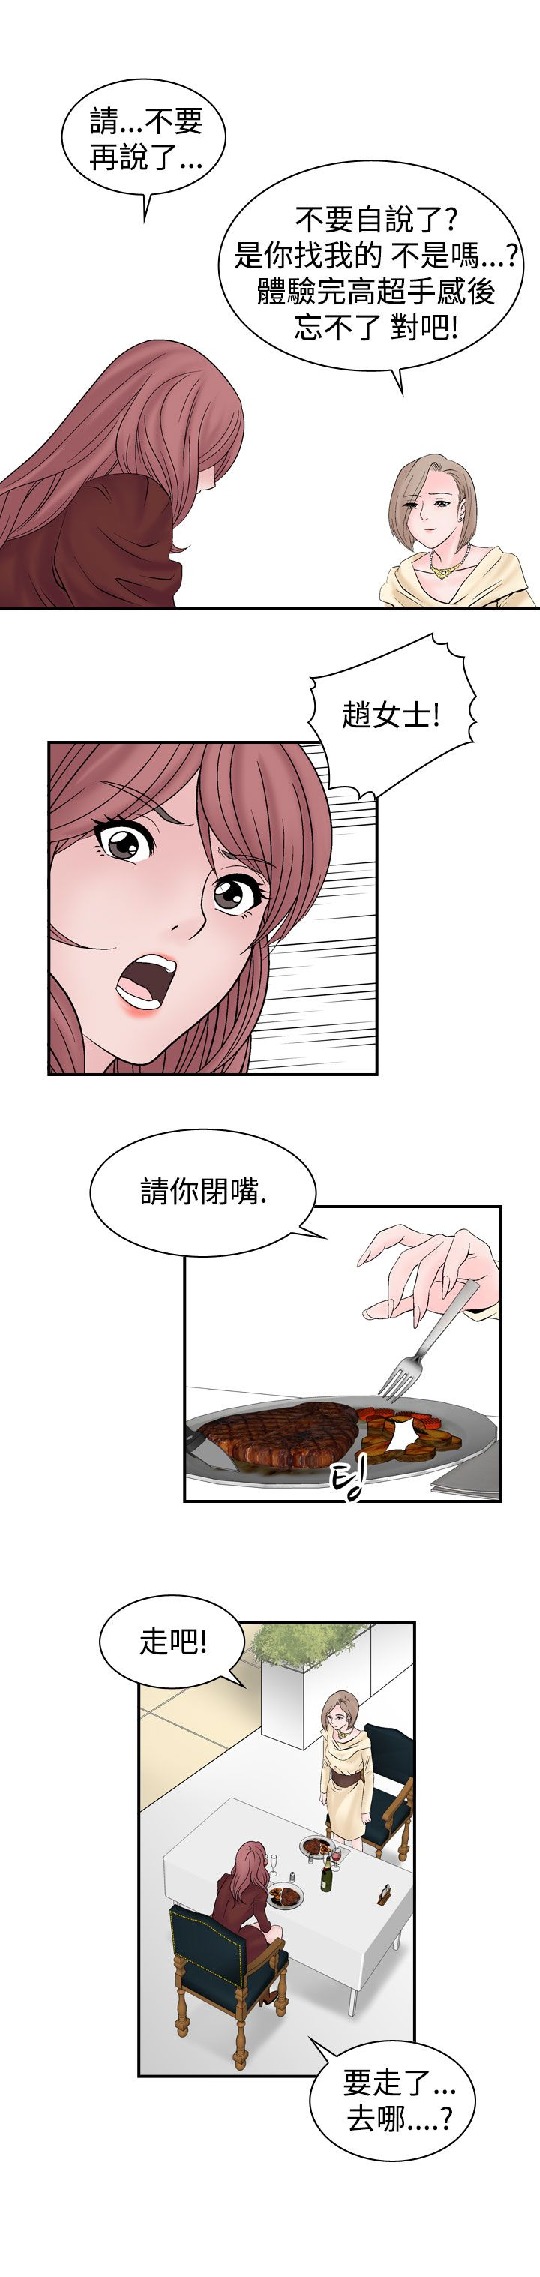 請...不要
再說了...
不要自說了?
是你找我的 不是嗎...?
體驗完高超手感後
忘不了 對吧!
趙女士!
請你閉嘴.
터
走吧!
要走了...
去哪....?